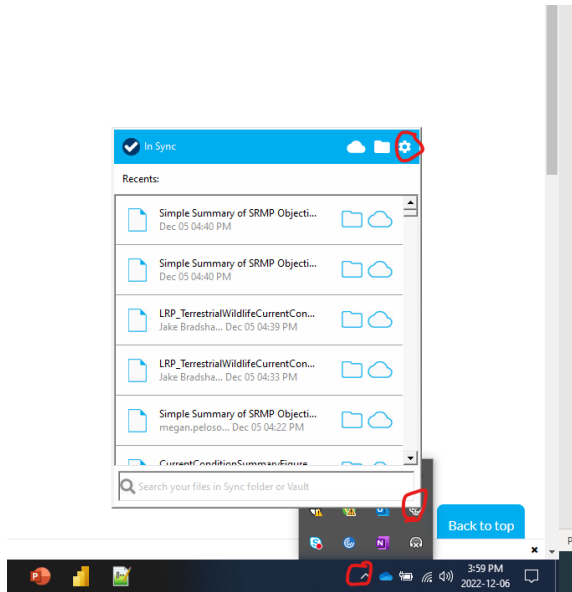 In Sync
Recents:
Simple Summary of SRMP Objecti...
Dec 05 04:40 PM
Simple Summary of SRMP Objecti...
Dec 05 04:40 PM
LRP_TerrestrialWildlifeCurrentCon...
Jake Bradsha... Dec 05 04:39 PM
LRP_TerrestrialWildlifeCurrentCon...
Jake Bradsha... Dec 05 04:33 PM
Simple Summary of SRMP Objecti...
megan.peloso... Dec 05 04:22 PM
CurrentConditionSummaryFigure
Search your files in Sync folder or Vault
Back to top
3:59 PM
2022-12-06